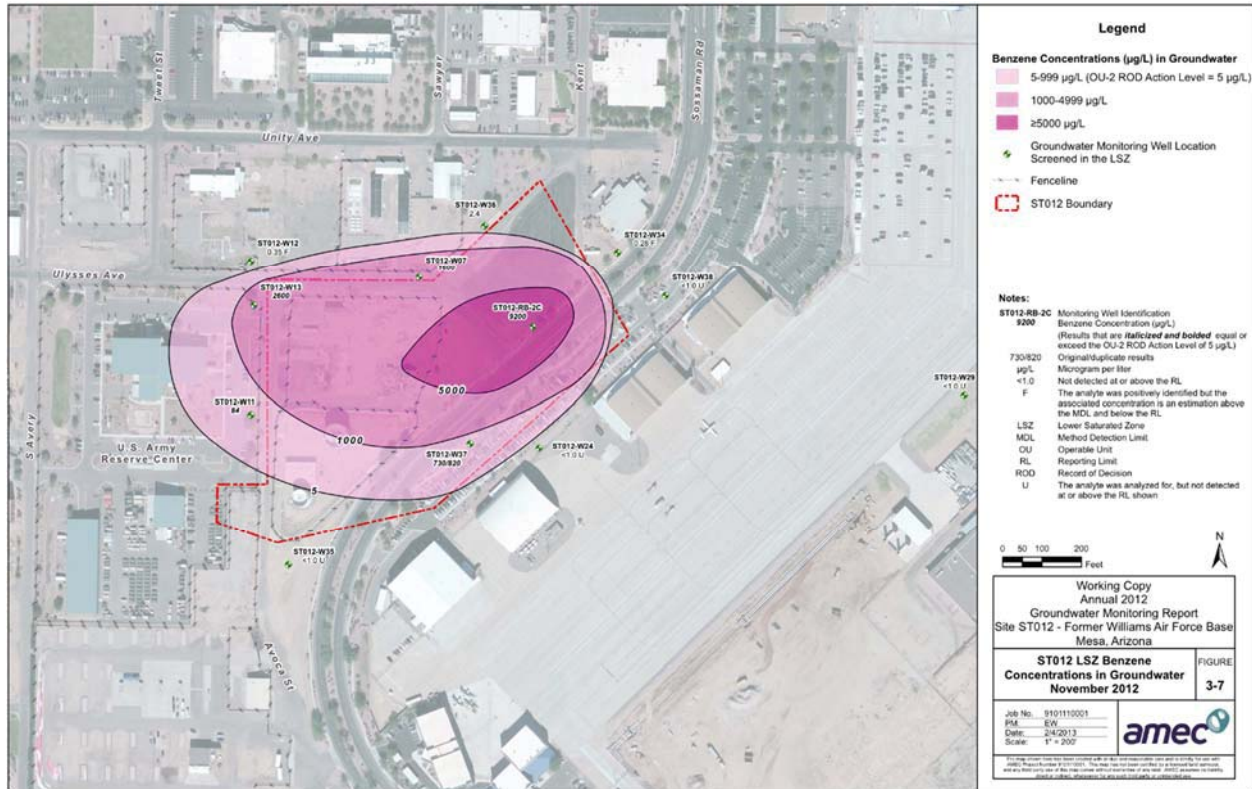 Tweet St
Sawyer
Kent
Sossaman Rd
Unity Ave
ST012-W36
2.4
ST012-W12
0.35 F
ST012-W34
0.28 F
ST012-W07
1600
Ulysses Ave
ST012-W13
2600
ST012-W38
<1.0 U
ST012-RB-2C
9200
ST012-W29
<1.0 U
5000
ST012-W11
84
1000
U.S. Army
Reserve Center
S Avery
ST012-W37
730/820
ST012-W24
<1.0 U
5
ST012-W35
<1.0 U
Avoca St
Legend
Benzene Concentrations (µg/L) in Groundwater
5-999 µg/L (OU-2 ROD Action Level = 5 µg/L)
1000-4999 µg/L
≥5000 µg/L
Groundwater Monitoring Well Location
Screened in the LSZ
Fenceline
ST012 Boundary
Notes:
ST012-RB-2C Monitoring Well Identification
9200 Benzene Concentration (µg/L)
(Results that are italicized and bolded equal or
exceed the OU-2 ROD Action Level of 5 µg/L)
730/820 Original/duplicate results
µg/L Microgram per liter
<1.0 Not detected at or above the RL
F The analyte was positively identified but the
associated concentration is an estimation above
the MDL and below the RL
LSZ Lower Saturated Zone
MDL Method Detection Limit
OU Operable Unit
RL Reporting Limit
ROD Record of Decision
U The analyte was analyzed for, but not detected
at or above the RL shown
0 50 100 200
Feet
N
Working Copy
Annual 2012
Groundwater Monitoring Report
Site ST012 - Former Williams Air Force Base
Mesa, Arizona
ST012 LSZ Benzene
Concentrations in Groundwater
November 2012
FIGURE
3-7
Job No. 9101110001
PM: EW
Date: 2/4/2013
Scale: 1" = 200'
amec